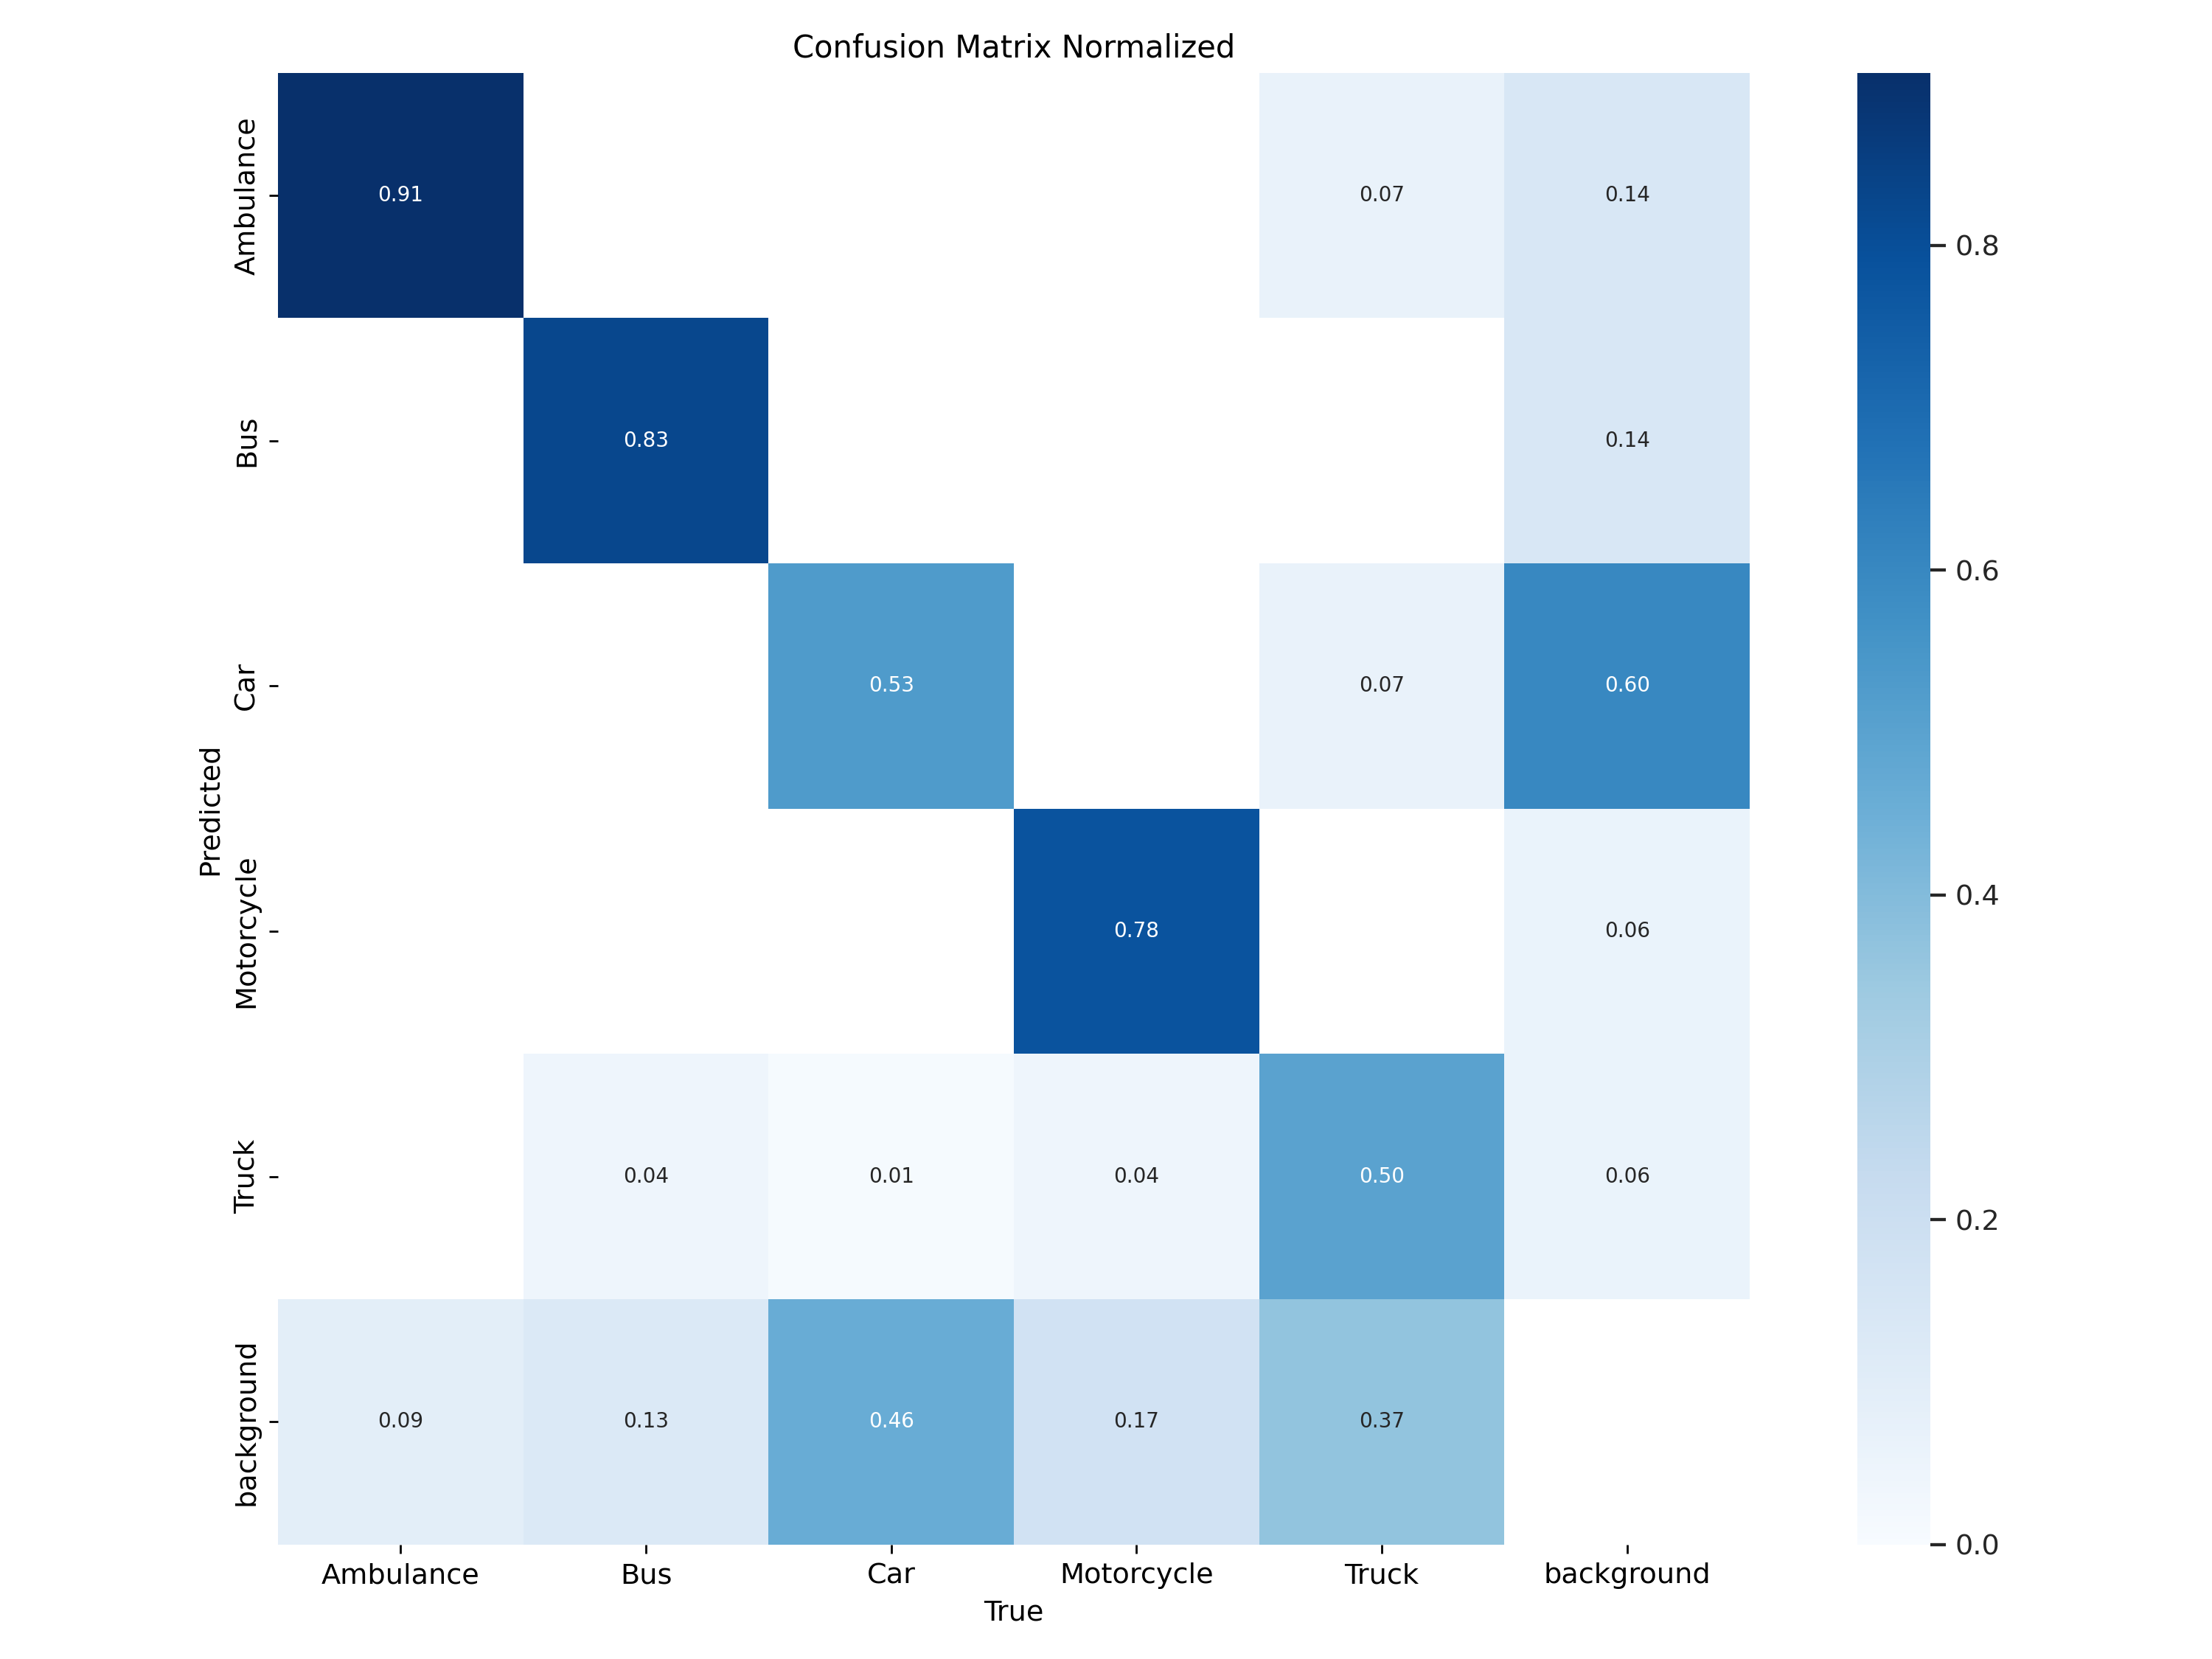 Confusion Matrix Normalized
Ambulance
0.91
0.07
0.14
Bus
0.83
0.14
Car
0.53
0.07
0.60
Motorcycle
0.78
0.06
Truck
0.04
0.01
0.04
0.50
0.06
background
0.09
0.13
0.46
0.17
0.37
Predicted
Ambulance
Bus
Car
Motorcycle
Truck
background
True
0.8
0.6
0.4
0.2
0.0